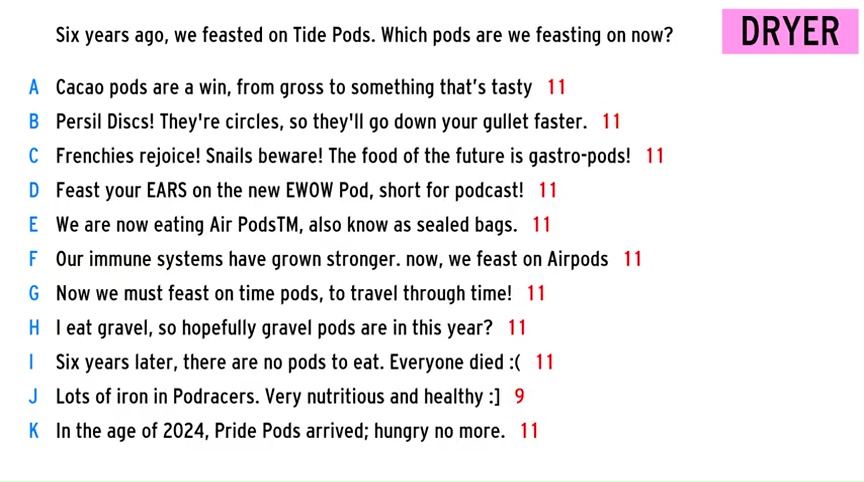 Six years ago, we feasted on Tide Pods. Which pods are we feasting on now?
DRYER
A Cacao pods are a win, from gross to something that's tasty 11
B Persil Discs! They're circles, so they'll go down your gullet faster. 11
C Frenchies rejoice! Snails beware! The food of the future is gastro-pods! 11
D Feast your EARS on the new EWOW Pod, short for podcast! 11
E We are now eating Air PodsTM, also know as sealed bags. 11
F Our immune systems have grown stronger. now, we feast on Airpods 11
G Now we must feast on time pods, to travel through time! 11
H I eat gravel, so hopefully gravel pods are in this year? 11
I Six years later, there are no pods to eat. Everyone died :( 11
J Lots of iron in Podracers. Very nutritious and healthy :] 9
K In the age of 2024, Pride Pods arrived; hungry no more. 11